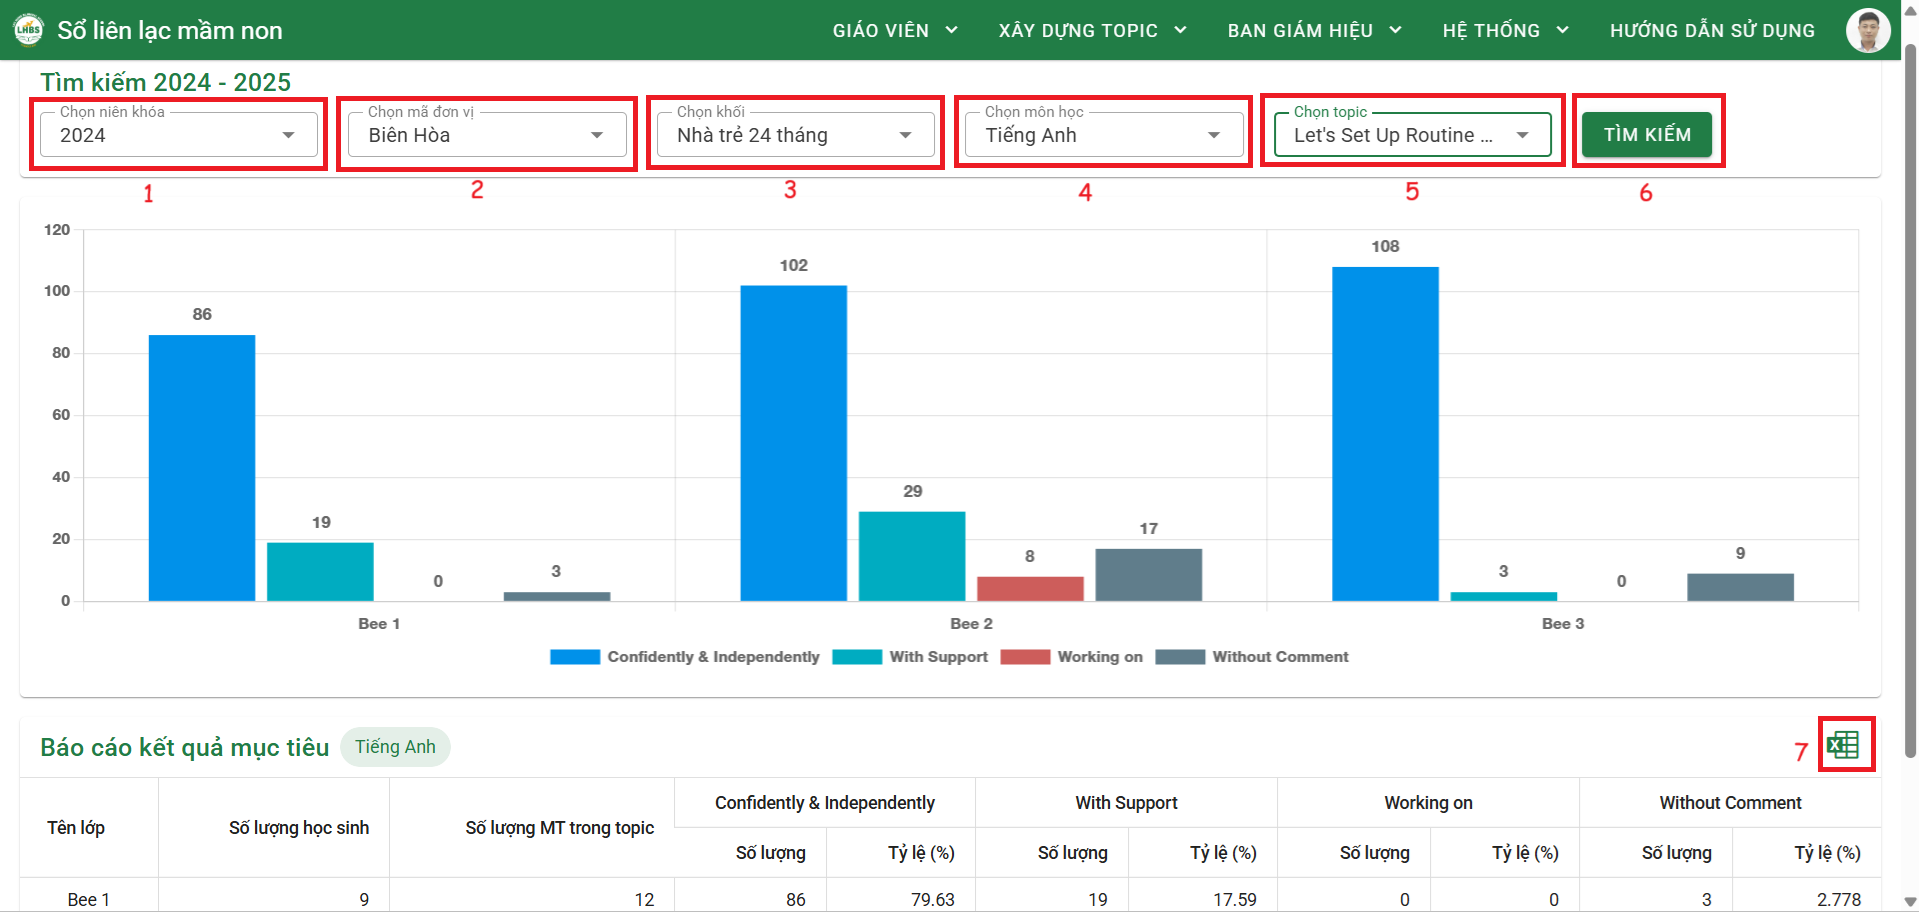 LHBS
Sổ liên lạc mầm non
GIÁO VIÊN
XÂY DỰNG TOPIC
BAN GIÁM HIỆU
HỆ THỐNG
HƯỚNG DẪN SỬ DỤNG
Tìm kiếm 2024 - 2025
Chọn niên khóa
2024
Chọn mã đơn vị
Biên Hòa
Chọn khối
Nhà trẻ 24 tháng
Chọn môn học
Tiếng Anh
Chọn topic
Let's Set Up Routine ...
TÌM KIẾM
1
2
3
4
5
6
120
100
80
60
40
20
0
86
19
0
3
102
29
8
17
108
3
0
9
Bee 1
Bee 2
Bee 3
Confidently & Independently
With Support
Working on
Without Comment
Báo cáo kết quả mục tiêu
Tiếng Anh
7
Tên lớp
Số lượng học sinh
Số lượng MT trong topic
Confidently & Independently
With Support
Working on
Without Comment
Số lượng
Tỷ lệ (%)
Số lượng
Tỷ lệ (%)
Số lượng
Tỷ lệ (%)
Số lượng
Tỷ lệ (%)
Bee 1
9
12
86
79.63
19
17.59
0
0
3
2.778